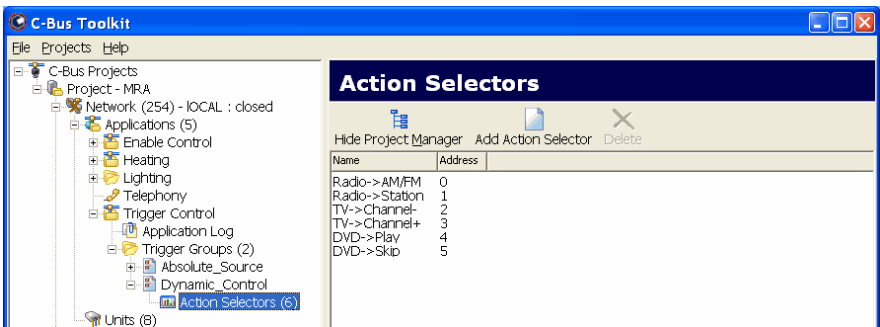 C-Bus Toolkit
File Projects Help
C-Bus Projects
Project - MRA
Network (254) - lOCAL : closed
Applications (5)
Enable Control
Heating
Lighting
Telephony
Trigger Control
Application Log
Trigger Groups (2)
Absolute_Source
Dynamic_Control
Action Selectors (6)
Units (8)
Action Selectors
Hide Project Manager Add Action Selector Delete
Name Address
Radio->AM/FM 0
Radio->Station 1
TV->Channel- 2
TV->Channel+ 3
DVD->Play 4
DVD->Skip 5